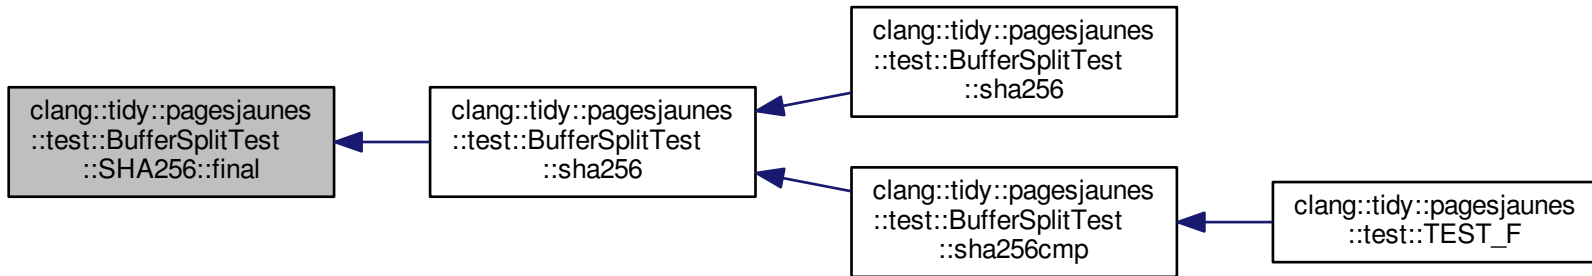 clang::tidy::pagesjaunes
::test::BufferSplitTest
::SHA256::final
clang::tidy::pagesjaunes
::test::BufferSplitTest
::sha256
clang::tidy::pagesjaunes
::test::BufferSplitTest
::sha256
clang::tidy::pagesjaunes
::test::BufferSplitTest
::sha256cmp
clang::tidy::pagesjaunes
::test::TEST_F